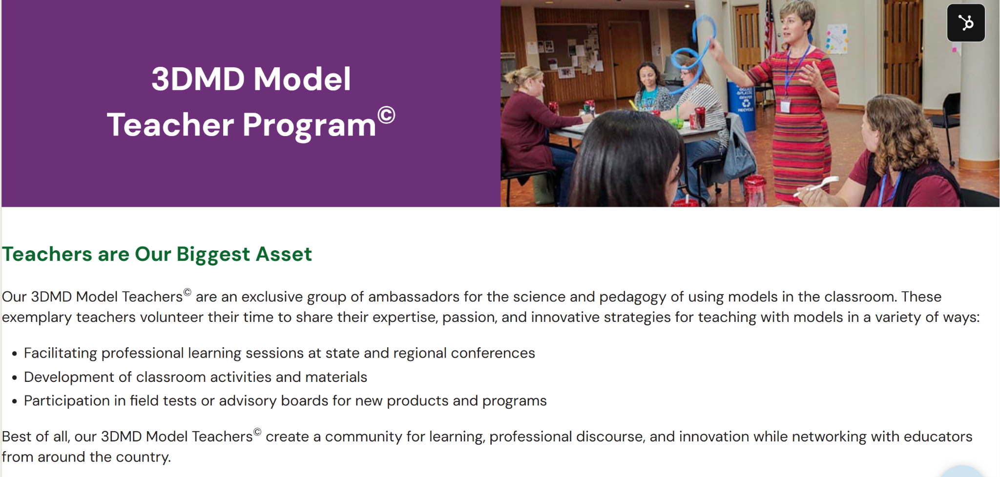 3DMD Model
Teacher Program©
RECYCLE
Teachers are Our Biggest Asset
Our 3DMD Model Teachers© are an exclusive group of ambassadors for the science and pedagogy of using models in the classroom. These
exemplary teachers volunteer their time to share their expertise, passion, and innovative strategies for teaching with models in a variety of ways:
• Facilitating professional learning sessions at state and regional conferences
• Development of classroom activities and materials
• Participation in field tests or advisory boards for new products and programs
Best of all, our 3DMD Model Teachers© create a community for learning, professional discourse, and innovation while networking with educators
from around the country.